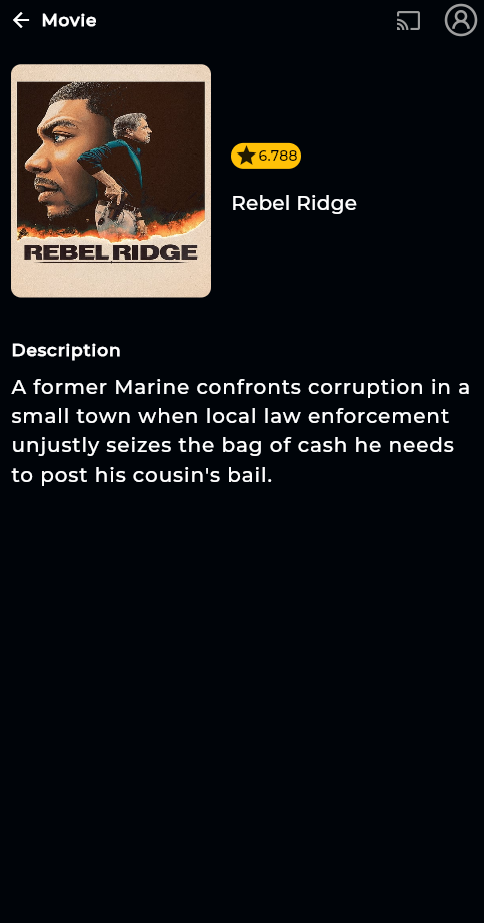 Movie
6.788
Rebel Ridge
REBEL RIDGE
Description
A former Marine confronts corruption in a
small town when local law enforcement
unjustly seizes the bag of cash he needs
to post his cousin's bail.